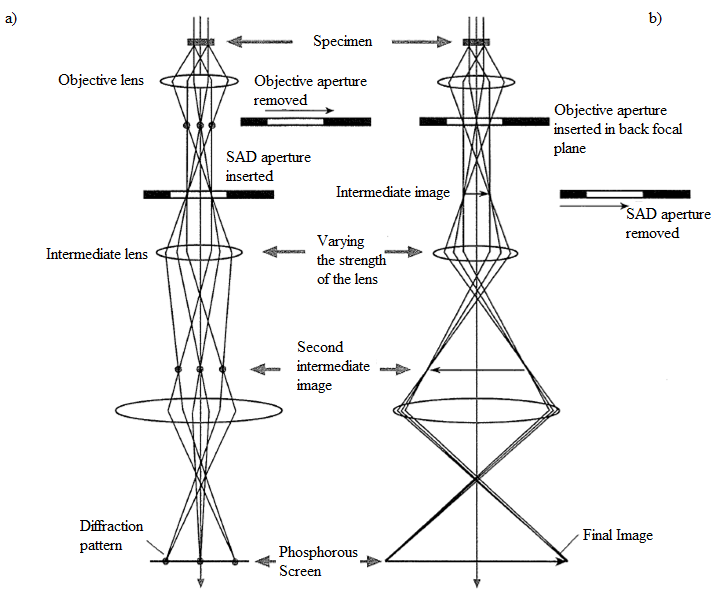 a)
b)
Specimen
Objective lens
Objective aperture
removed
Objective aperture
inserted in back focal
plane
SAD aperture
inserted
Intermediate image
SAD aperture
removed
Intermediate lens
Varying
the strength
of the lens
Second
intermediate
image
Diffraction
pattern
Phosphorous
Screen
Final Image